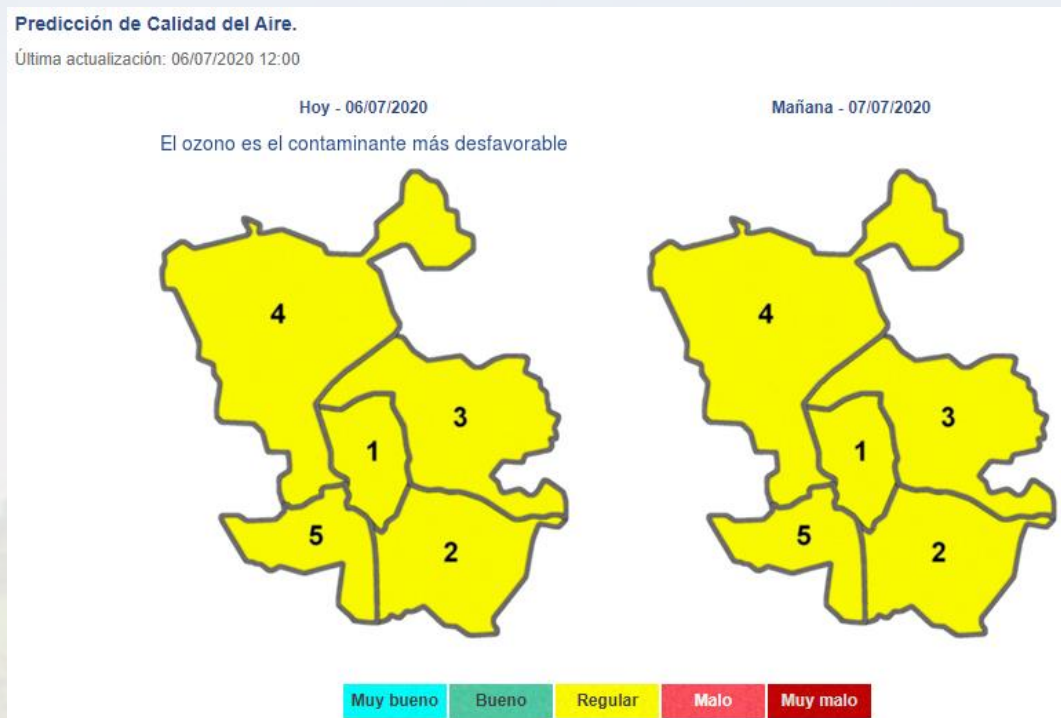 Predicción de Calidad del Aire.
Última actualización: 06/07/2020 12:00
Hoy - 06/07/2020
Mañana - 07/07/2020
El ozono es el contaminante más desfavorable
4
4
3
3
1
1
5
5
2
2
Muy bueno
Bueno
Regular
Malo
Muy malo